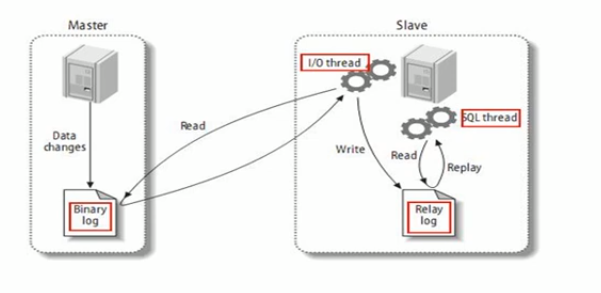 Master
Slave
I/O thread
SQL thread
Data
changes
Read
Write
Read
Replay
Binary
log
Relay
log